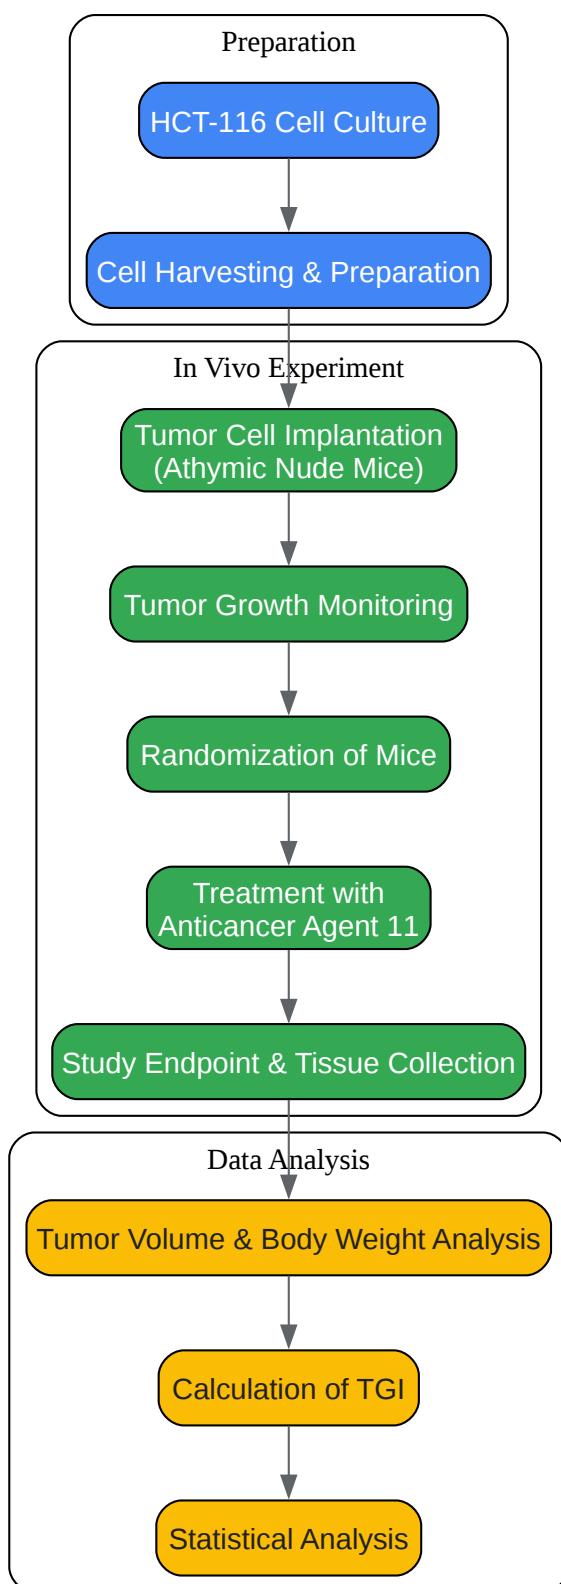 Preparation
HCT-116 Cell Culture
Cell Harvesting & Preparation
In Vivo Experiment
Tumor Cell Implantation
(Athymic Nude Mice)
Tumor Growth Monitoring
Randomization of Mice
Treatment with
Anticancer Agent 11
Study Endpoint & Tissue Collection
Data Analysis
Tumor Volume & Body Weight Analysis
Calculation of TGI
Statistical Analysis